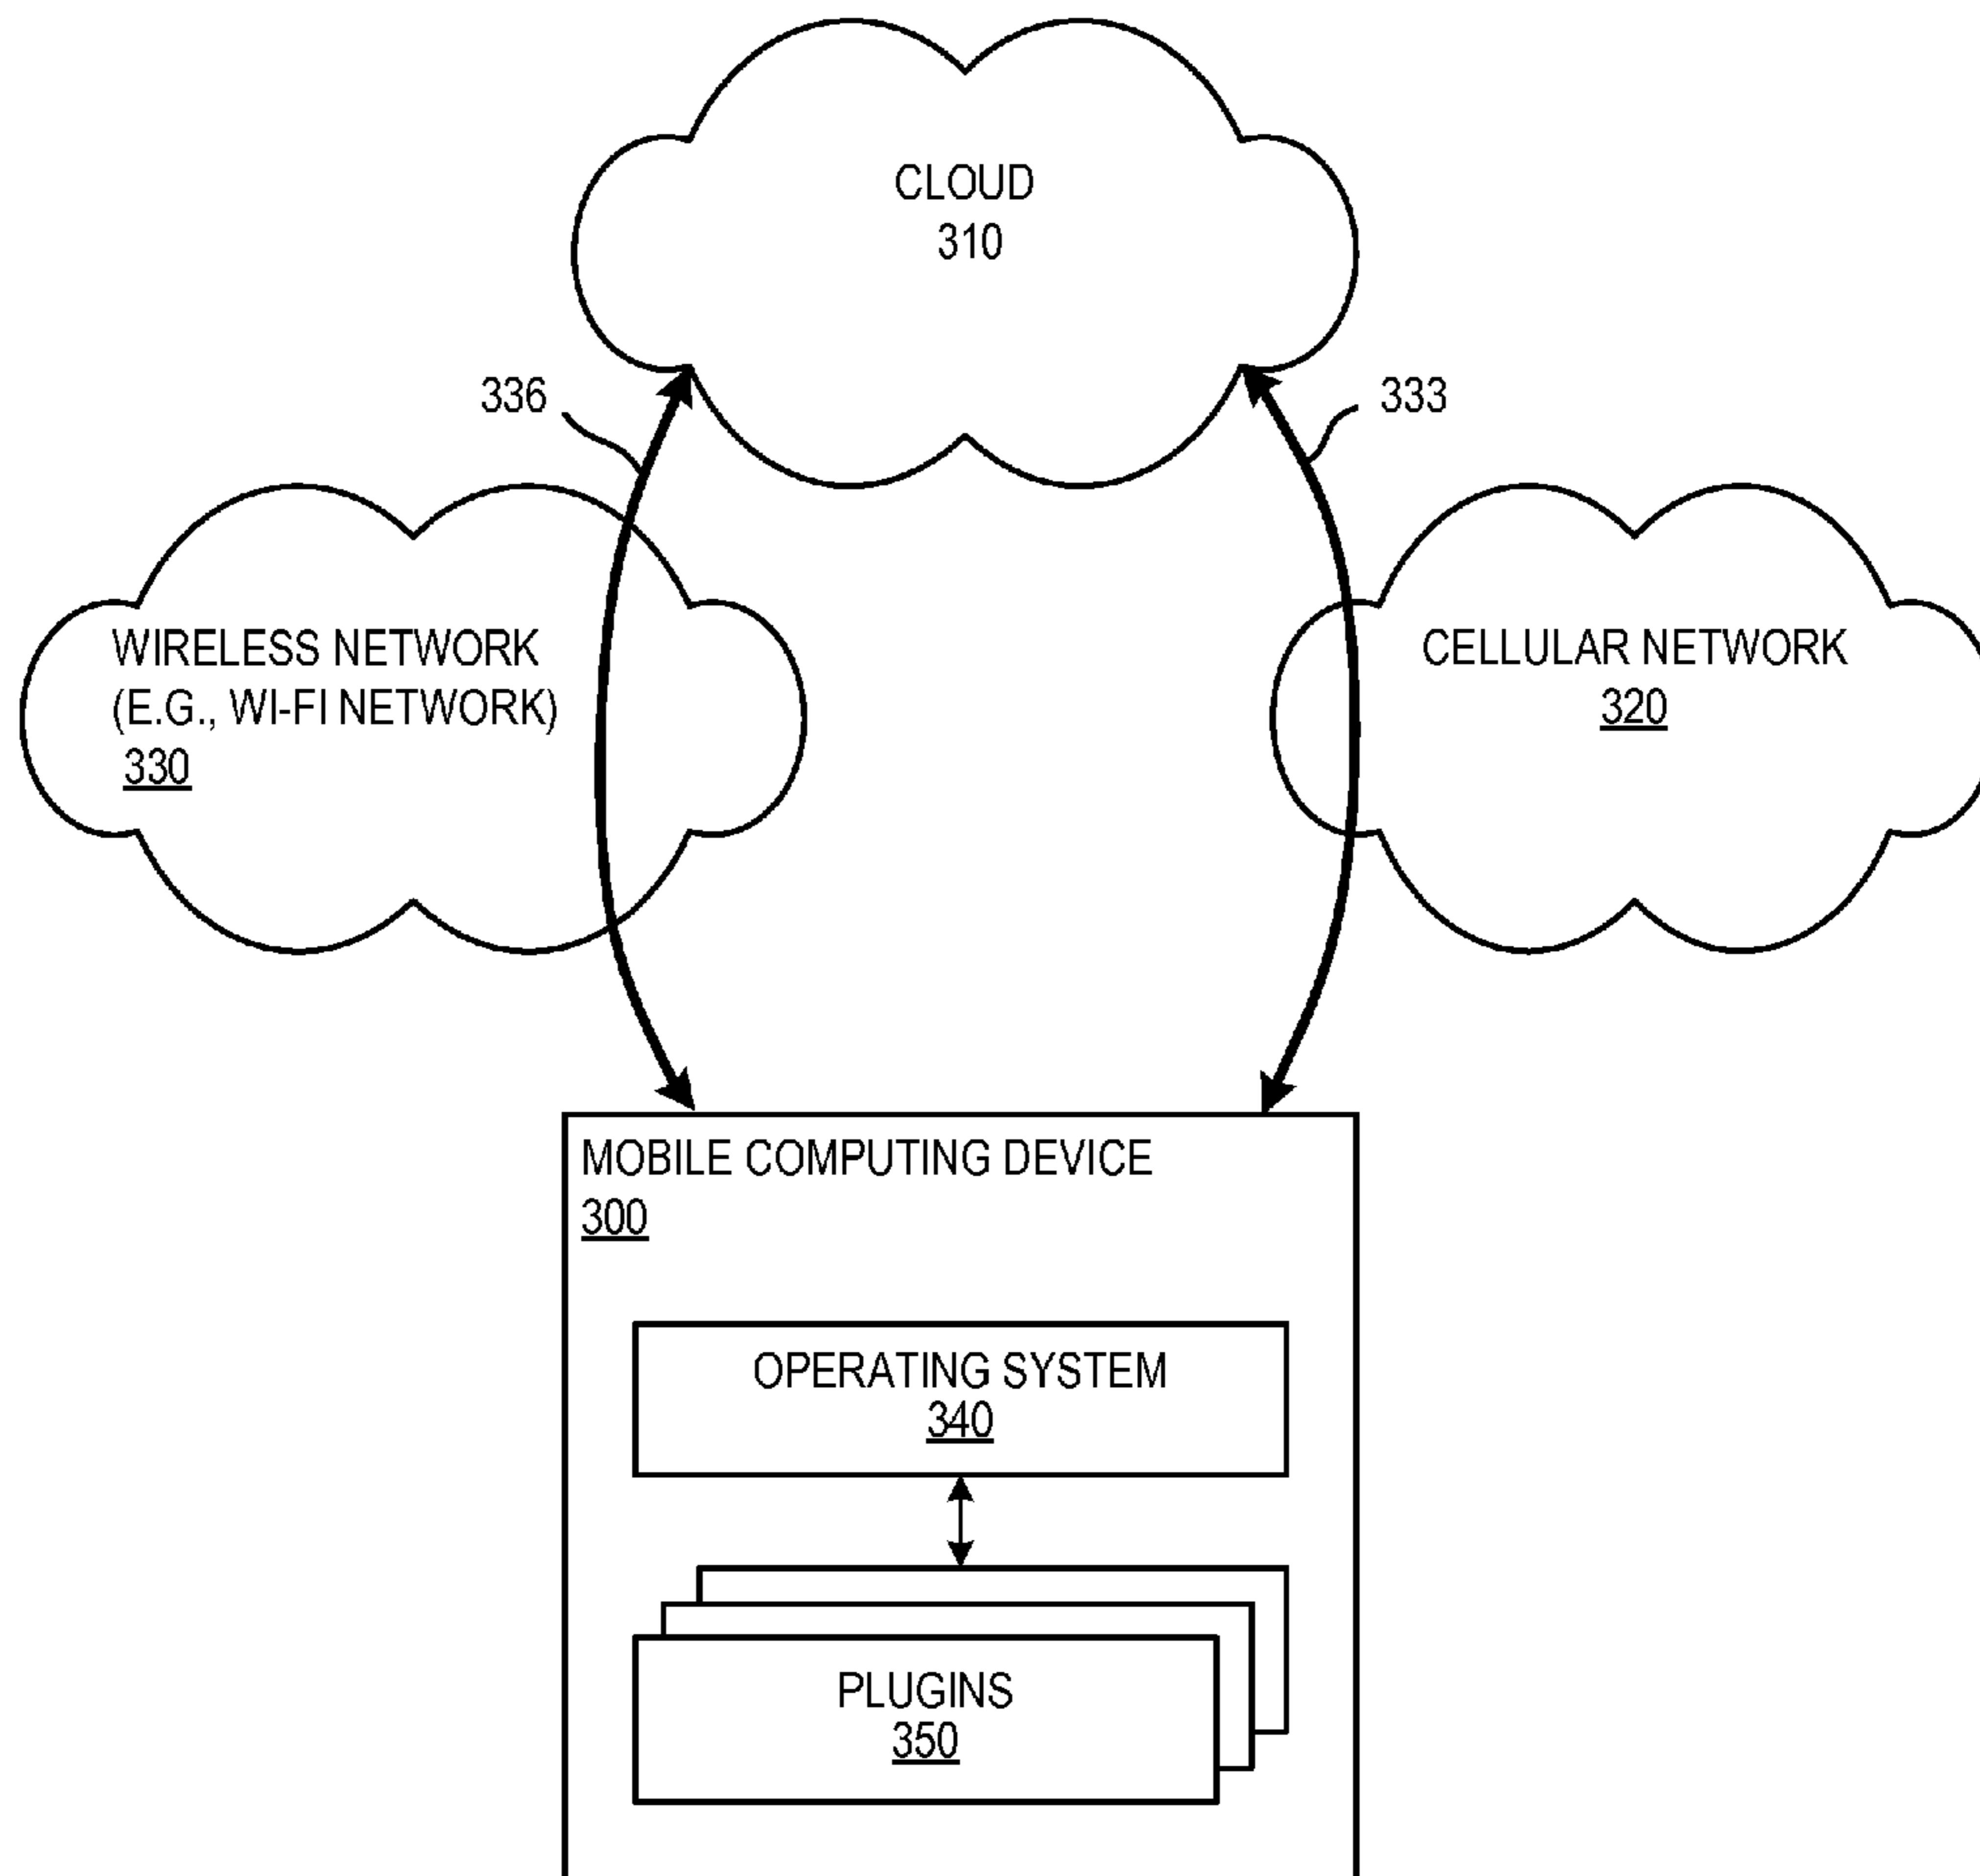 CLOUD
310
336
333
WIRELESS NETWORK
(E.G., WI-FI NETWORK)
330
CELLULAR NETWORK
320
MOBILE COMPUTING DEVICE
300
OPERATING SYSTEM
340
PLUGINS
350